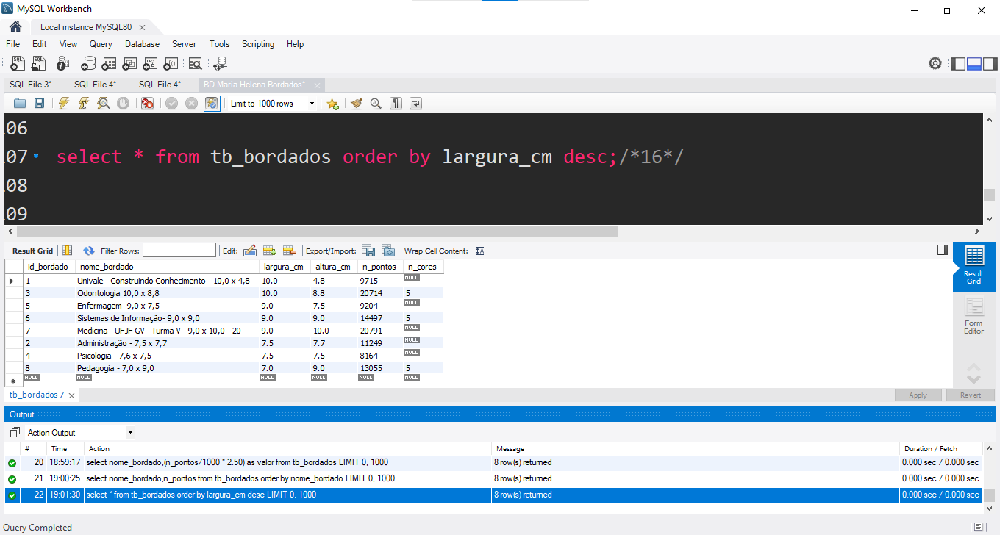 MySQL Workbench
Local instance MySQL80
File Edit View Query Database Server Tools Scripting Help
SQL File 3* SQL File 4* SQL File 4* BD Maria Helena Bordados*
Limit to 1000 rows
06
07 select * from tb_bordados order by largura_cm desc;/*16*/
08
09
Result Grid Filter Rows: Edit: Export/Import: Wrap Cell Content:
id_bordado nome_bordado largura_cm altura_cm n_pontos n_cores
1 Univale - Construindo Conhecimento - 10,0 x 4,8 10.0 4.8 9715 NULL
3 Odontologia 10,0 x 8,8 10.0 8.8 20714 5
5 Enfermagem- 9,0 x 7,5 9.0 7.5 9204 NULL
6 Sistemas de Informação- 9,0 x 9,0 9.0 9.0 14497 5
7 Medicina - UFJF GV - Turma V - 9,0 x 10,0 - 20 9.0 10.0 20791 NULL
2 Administração - 7,5 x 7,7 7.5 7.7 11249 NULL
4 Psicologia - 7,6 x 7,5 7.5 7.5 8164 NULL
8 Pedagogia - 7,0 x 9,0 7.0 9.0 13055 5
NULL NULL NULL NULL NULL NULL
Result
Grid
Form
Editor
tb_bordados 7 Apply Revert
Output
Action Output
# Time Action Message Duration / Fetch
20 18:59:17 select nome_bordado,(n_pontos/1000 * 2.50) as valor from tb_bordados LIMIT 0, 1000 8 row(s) returned 0.000 sec / 0.000 sec
21 19:00:25 select nome_bordado,n_pontos from tb_bordados order by nome_bordado LIMIT 0, 1000 8 row(s) returned 0.000 sec / 0.000 sec
22 19:01:30 select * from tb_bordados order by largura_cm desc LIMIT 0, 1000 8 row(s) returned 0.000 sec / 0.000 sec
Query Completed